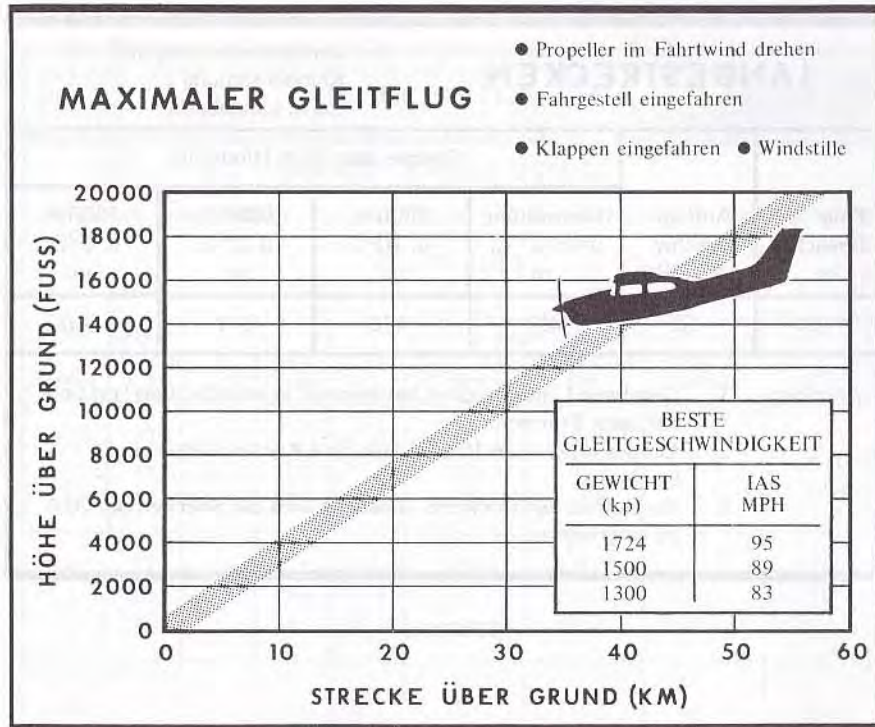 ● Propeller im Fahrtwind drehen
MAXIMALER GLEITFLUG
● Fahrgestell eingefahren
● Klappen eingefahren ● Windstille
HÖHE ÜBER GRUND (FUSS)
20000
18000
16000
14000
12000
10000
8000
6000
4000
2000
0
BESTE
GLEITGESCHWINDIGKEIT
GEWICHT IAS
(kp) MPH
1724 95
1500 89
1300 83
0 10 20 30 40 50 60
STRECKE ÜBER GRUND (KM)